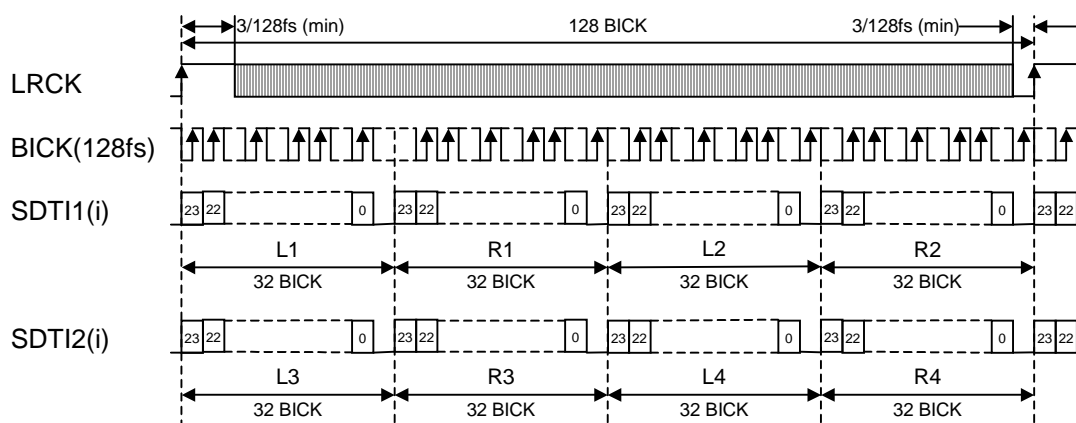 3/128fs (min) 128 BICK 3/128fs (min)
LRCK
BICK(128fs)
SDTI1(i) 23 22 0 23 22 0 23 22 0 23 22 0 23 22
L1 R1 L2 R2
32 BICK 32 BICK 32 BICK 32 BICK
SDTI2(i) 23 22 0 23 22 0 23 22 0 23 22 0 23 22
L3 R3 L4 R4
32 BICK 32 BICK 32 BICK 32 BICK